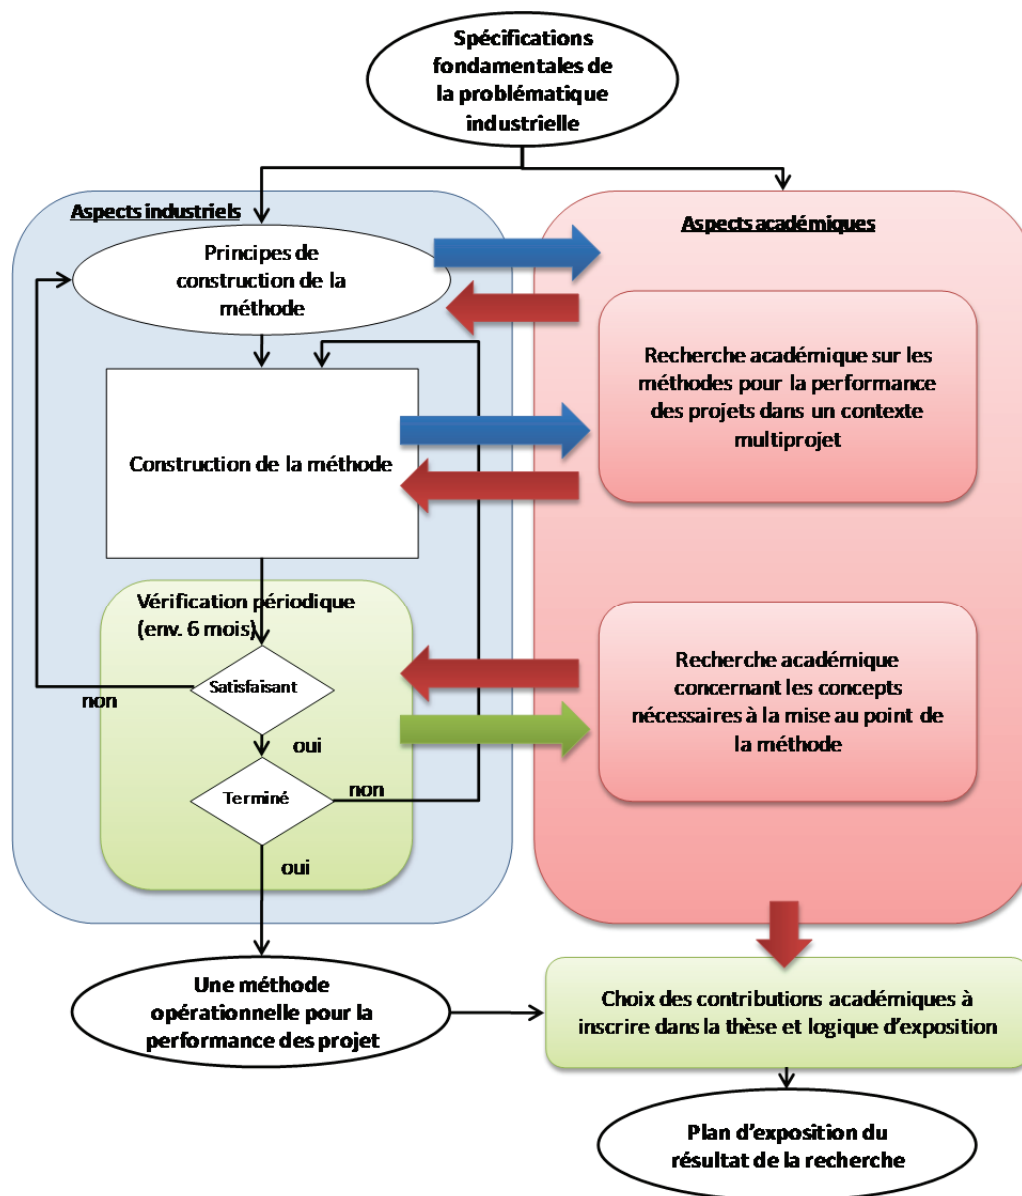 Spécifications
fondamentales de
la problématique
industrielle
Aspects industriels
Aspects académiques
Principes de
construction de la
méthode
Recherche académique sur les
méthodes pour la performance
des projets dans un contexte
multiprojet
Construction de la méthode
Vérification périodique
(env. 6 mois)
Satisfaisant
non
oui
Terminé
non
oui
Recherche académique
concernant les concepts
nécessaires à la mise au point de
la méthode
Une méthode
opérationnelle pour la
performance des projet
Choix des contributions académiques à
inscrire dans la thèse et logique d’exposition
Plan d’exposition du
résultat de la recherche